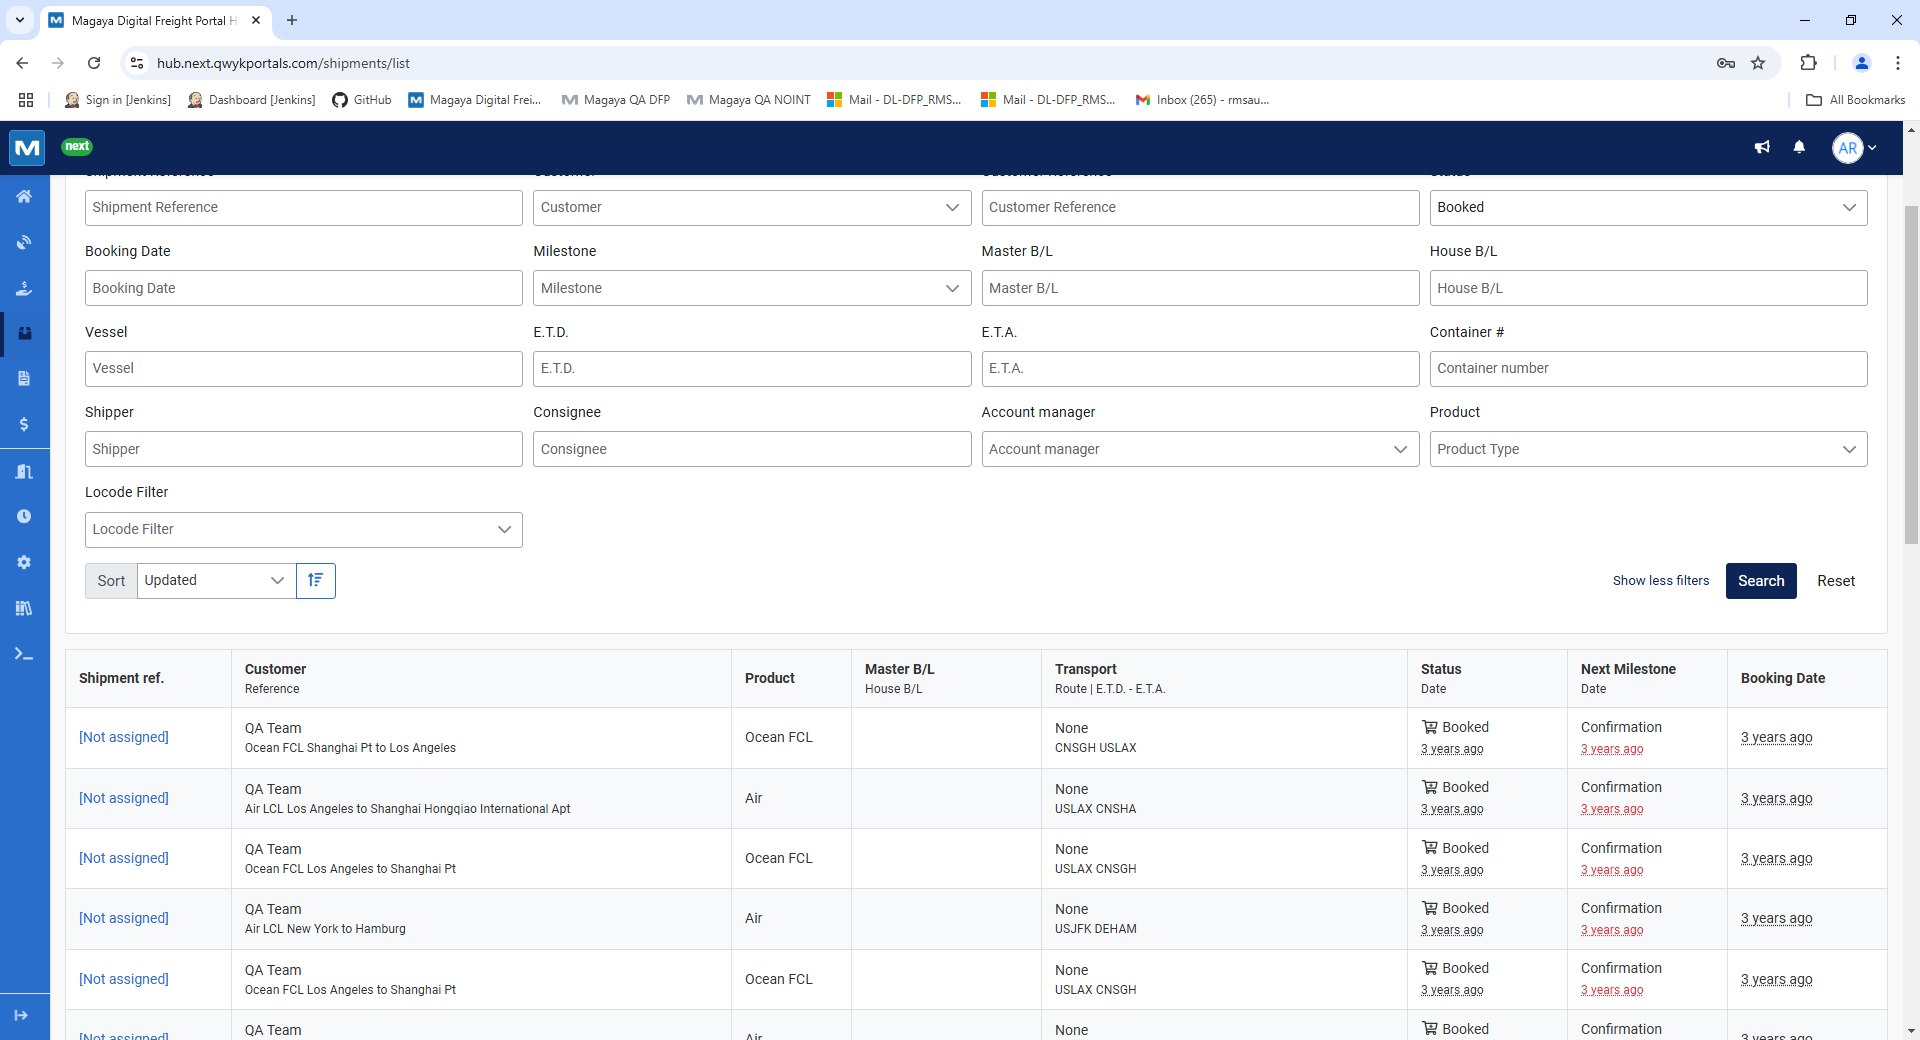 Magaya Digital Freight Portal H
hub.next.qwykportals.com/shipments/list
Sign in [Jenkins]
Dashboard [Jenkins]
GitHub
Magaya Digital Frei...
Magaya QA DFP
Magaya QA NOINT
Mail - DL-DFP_RMS...
Mail - DL-DFP_RMS...
Inbox (265) - rmsau...
All Bookmarks
next
AR
Shipment Reference
Customer
Customer Reference
Status
Shipment Reference
Customer
Customer Reference
Booked
Booking Date
Milestone
Master B/L
House B/L
Booking Date
Milestone
Master B/L
House B/L
Vessel
E.T.D.
E.T.A.
Container #
Vessel
E.T.D.
E.T.A.
Container number
Shipper
Consignee
Account manager
Product
Shipper
Consignee
Account manager
Product Type
Locode Filter
Locode Filter
Sort
Updated
Show less filters
Search
Reset
Shipment ref.
Customer
Reference
Product
Master B/L
House B/L
Transport
Route | E.T.D. - E.T.A.
Status
Date
Next Milestone
Date
Booking Date
[Not assigned]
QA Team
Ocean FCL Shanghai Pt to Los Angeles
Ocean FCL
None
CNSGH USLAX
Booked
3 years ago
Confirmation
3 years ago
3 years ago
[Not assigned]
QA Team
Air LCL Los Angeles to Shanghai Hongqiao International Apt
Air
None
USLAX CNSHA
Booked
3 years ago
Confirmation
3 years ago
3 years ago
[Not assigned]
QA Team
Ocean FCL Los Angeles to Shanghai Pt
Ocean FCL
None
USLAX CNSGH
Booked
3 years ago
Confirmation
3 years ago
3 years ago
[Not assigned]
QA Team
Air LCL New York to Hamburg
Air
None
USJFK DEHAM
Booked
3 years ago
Confirmation
3 years ago
3 years ago
[Not assigned]
QA Team
Ocean FCL Los Angeles to Shanghai Pt
Ocean FCL
None
USLAX CNSGH
Booked
3 years ago
Confirmation
3 years ago
3 years ago
[Not assigned]
QA Team
Air
None
Booked
Confirmation
3 years ago